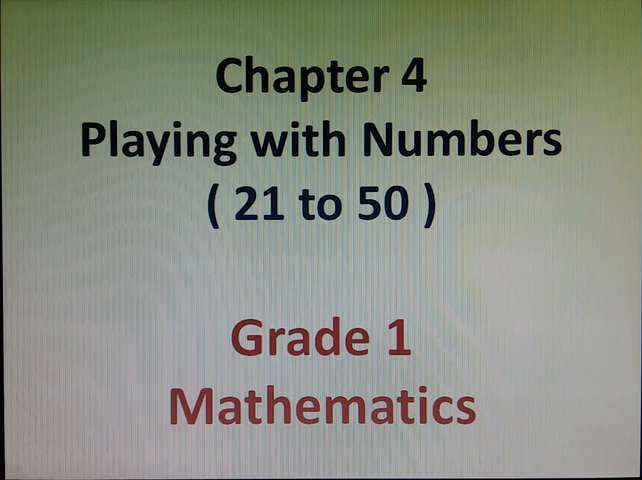 Chapter 4
Playing with Numbers
( 21 to 50 )
Grade 1
Mathematics